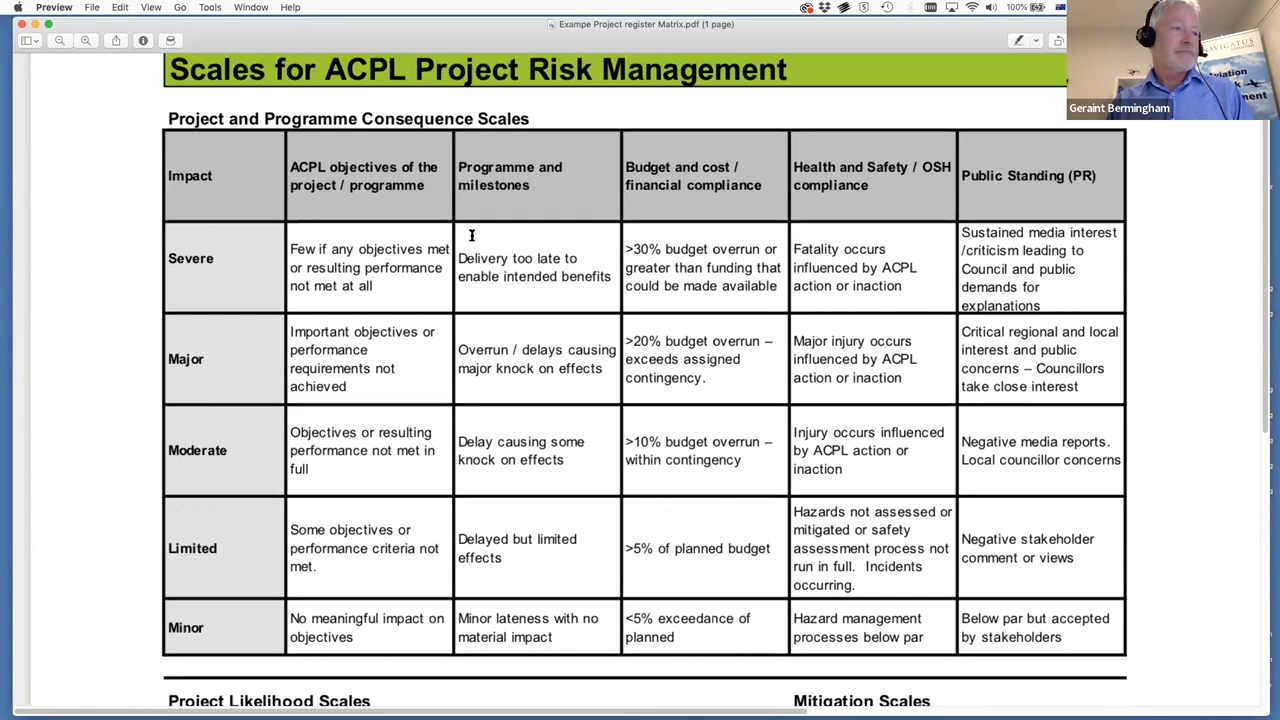 Preview File Edit View Go Tools Window Help
100%
Exampe Project register Matrix.pdf (1 page)
NAVIGATUS
Aviation
Geraint Bermingham
Scales for ACPL Project Risk Management
Project and Programme Consequence Scales
Impact
ACPL objectives of the
project / programme
Programme and
milestones
Budget and cost /
financial compliance
Health and Safety / OSH
compliance
Public Standing (PR)
Severe
Few if any objectives met
or resulting performance
not met at all
Delivery too late to
enable intended benefits
>30% budget overrun or
greater than funding that
could be made available
Fatality occurs
influenced by ACPL
action or inaction
Sustained media interest
/criticism leading to
Council and public
demands for
explanations
Major
Important objectives or
performance
requirements not
achieved
Overrun / delays causing
major knock on effects
>20% budget overrun –
exceeds assigned
contingency.
Major injury occurs
influenced by ACPL
action or inaction
Critical regional and local
interest and public
concerns – Councillors
take close interest
Moderate
Objectives or resulting
performance not met in
full
Delay causing some
knock on effects
>10% budget overrun –
within contingency
Injury occurs influenced
by ACPL action or
inaction
Negative media reports.
Local councillor concerns
Limited
Some objectives or
performance criteria not
met.
Delayed but limited
effects
>5% of planned budget
Hazards not assessed or
mitigated or safety
assessment process not
run in full. Incidents
occurring.
Negative stakeholder
comment or views
Minor
No meaningful impact on
objectives
Minor lateness with no
material impact
<5% exceedance of
planned
Hazard management
processes below par
Below par but accepted
by stakeholders
Project Likelihood Scales
Mitigation Scales